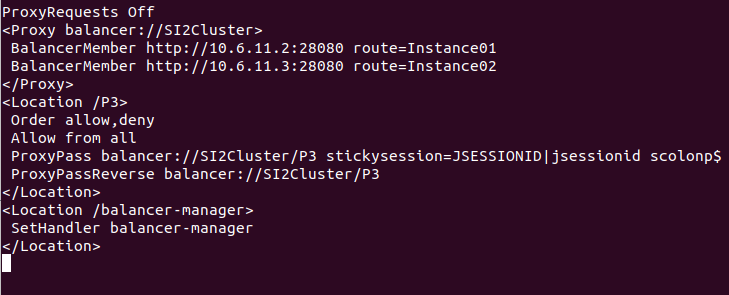 ProxyRequests Off
<Proxy balancer://SI2Cluster>
 BalancerMember http://10.6.11.2:28080 route=Instance01
 BalancerMember http://10.6.11.3:28080 route=Instance02
</Proxy>
<Location /P3>
 Order allow,deny
 Allow from all
 ProxyPass balancer://SI2Cluster/P3 stickysession=JSESSIONID|jsessionid scolonp$
 ProxyPassReverse balancer://SI2Cluster/P3
</Location>
<Location /balancer-manager>
 SetHandler balancer-manager
</Location>